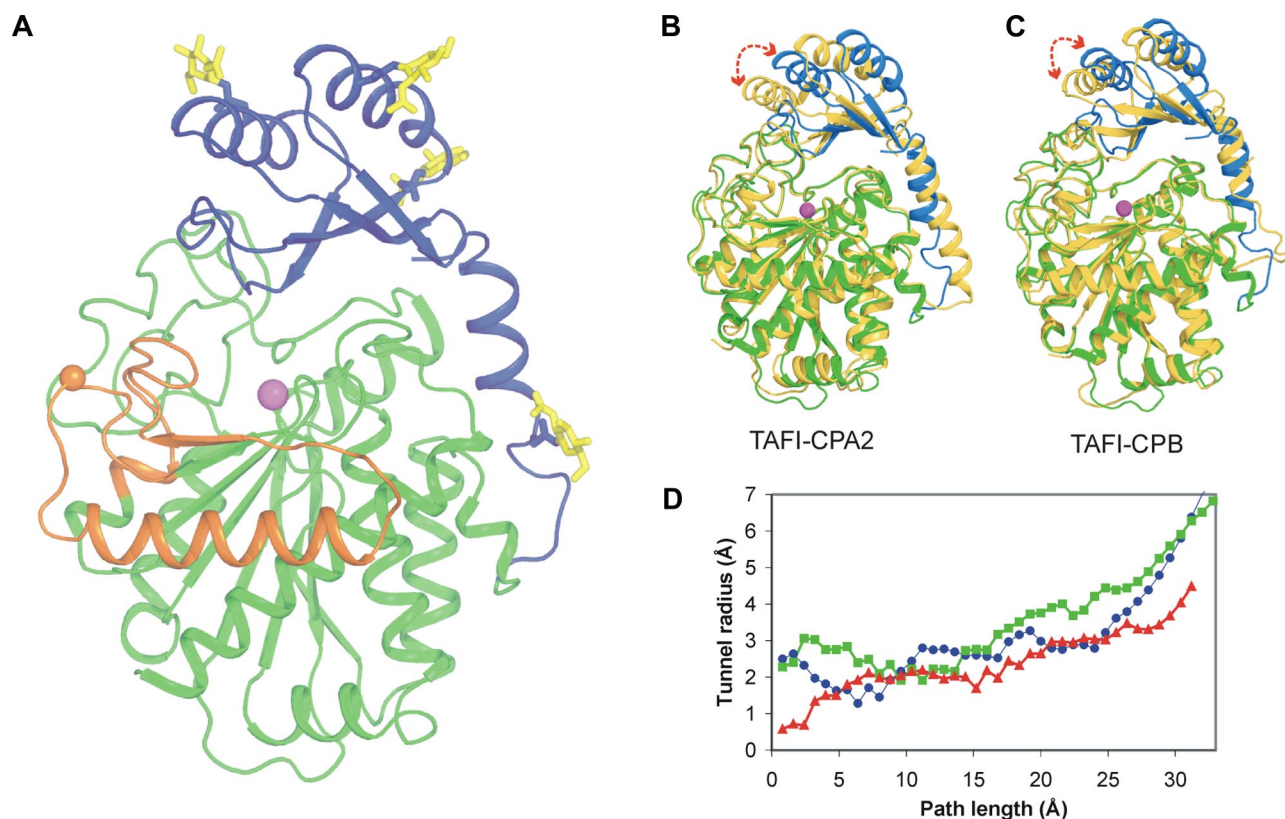 A
B
C
TAFI-CPA2
TAFI-CPB
D
Tunnel radius (Å)
7
6
5
4
3
2
1
0
0 5 10 15 20 25 30
Path length (Å)